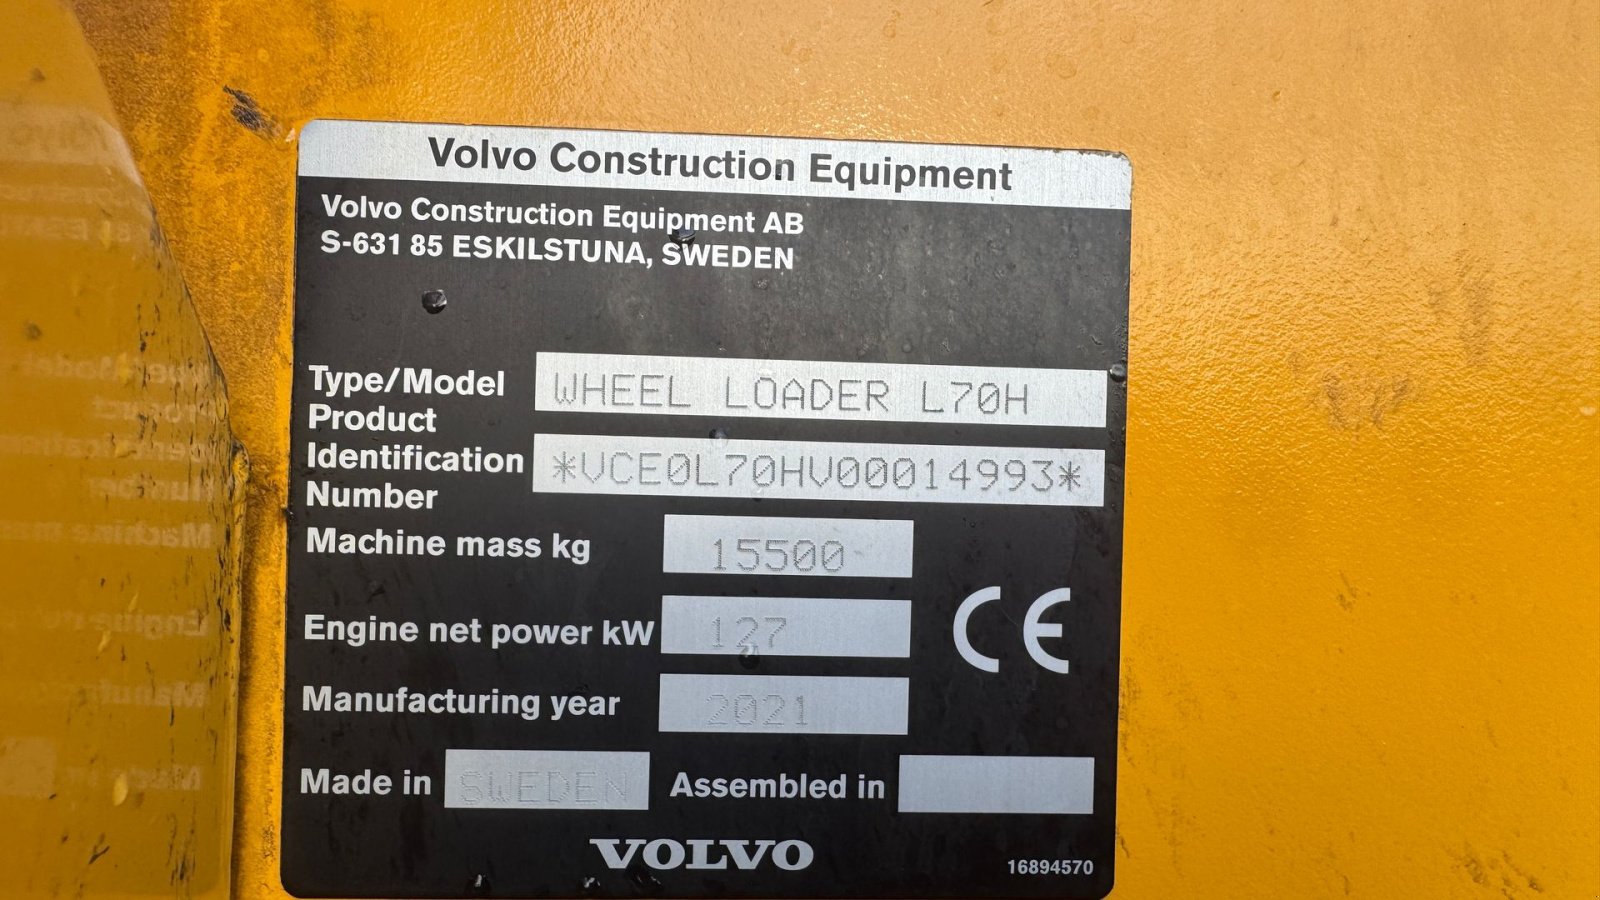 Volvo Construction Equipment
Volvo Construction Equipment AB
S-631 85 ESKILSTUNA, SWEDEN
Type/Model WHEEL LOADER L70H
Product
Identification
Number *VCE0L70HV00014993*
Machine mass kg 15500
Engine net power kW 127
Manufacturing year 2021
Made in SWEDEN Assembled in
VOLVO
16894570